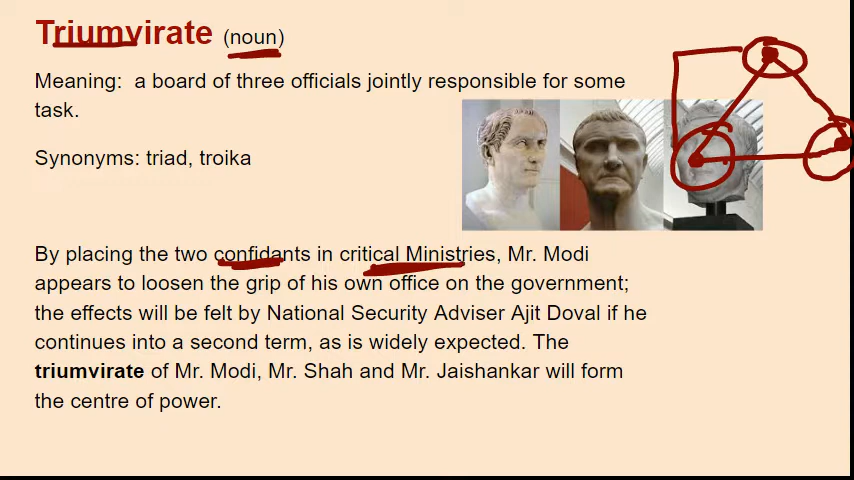 Triumvirate (noun)
Meaning: a board of three officials jointly responsible for some
task.
Synonyms: triad, troika
By placing the two confidants in critical Ministries, Mr. Modi
appears to loosen the grip of his own office on the government;
the effects will be felt by National Security Adviser Ajit Doval if he
continues into a second term, as is widely expected. The
triumvirate of Mr. Modi, Mr. Shah and Mr. Jaishankar will form
the centre of power.